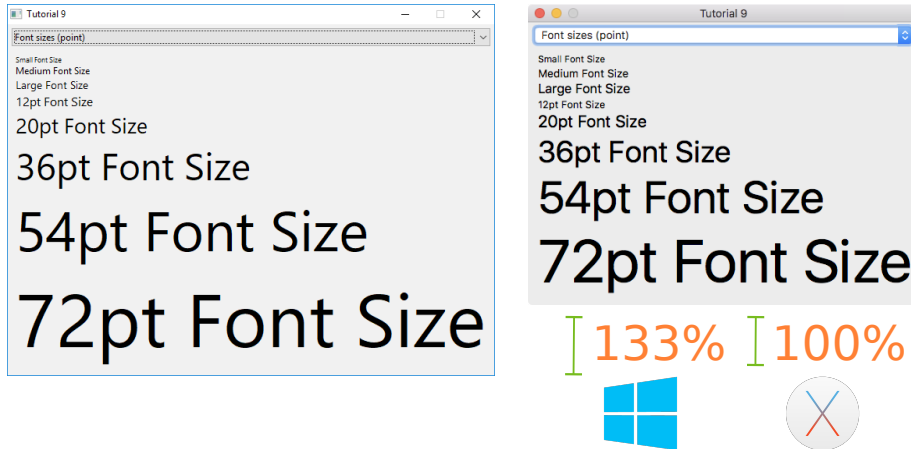 Tutorial 9
Font sizes (point)
Small Font Size
Medium Font Size
Large Font Size
12pt Font Size
20pt Font Size
36pt Font Size
54pt Font Size
72pt Font Size
Tutorial 9
Font sizes (point)
Small Font Size
Medium Font Size
Large Font Size
12pt Font Size
20pt Font Size
36pt Font Size
54pt Font Size
72pt Font Size
133% 100%